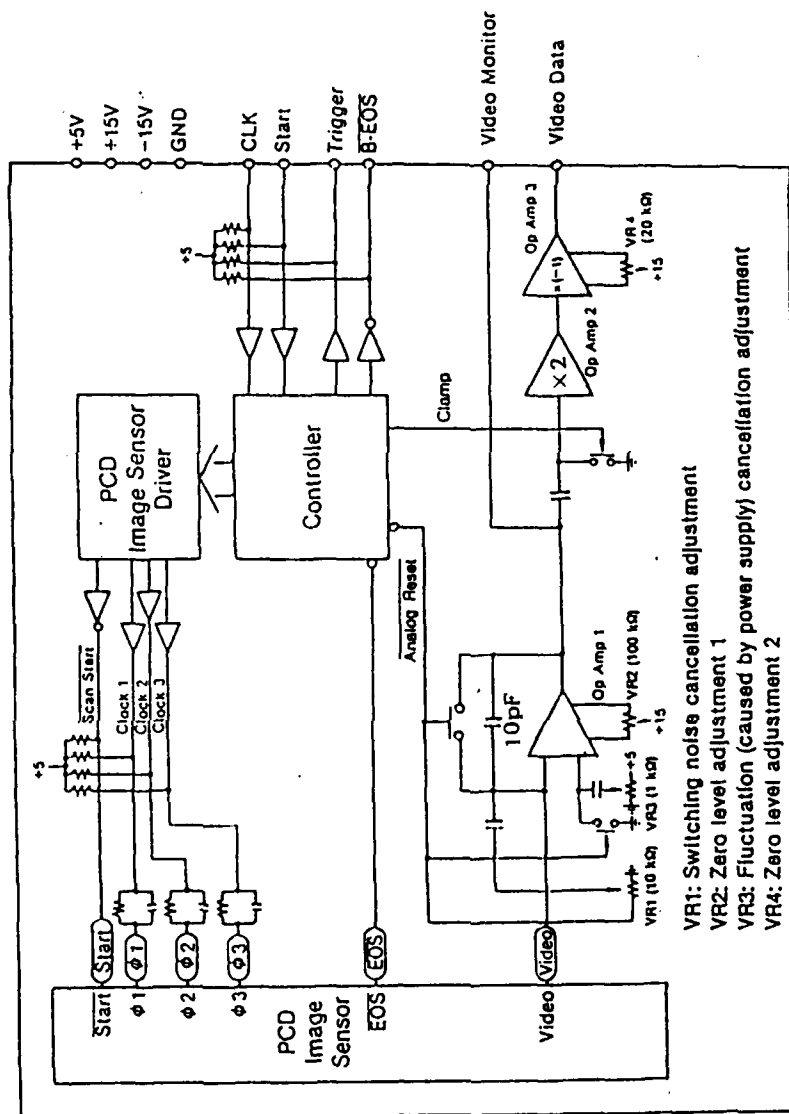 +5V
+15V
-15V
GND
CLK
Start
Trigger
B-EOS
Video Monitor
Video Data
+5
PCD
Image Sensor
Driver
Controller
Clamp
Op Amp 3
=(-1)
VR4
(20 kΩ)
+15
×2
Op Amp 2
Scan Start
Clock 1
Clock 2
Clock 3
+5
Analog Reset
10pF
Op Amp 1
VR2 (100 kΩ)
+15
+5
VR3 (1 kΩ)
VR1 (10 kΩ)
Start
Start
φ1
φ1
φ2
φ2
φ3
φ3
EOS
EOS
Video
Video
PCD
Image
Sensor
VR1: Switching noise cancellation adjustment
VR2: Zero level adjustment 1
VR3: Fluctuation (caused by power supply) cancellation adjustment
VR4: Zero level adjustment 2